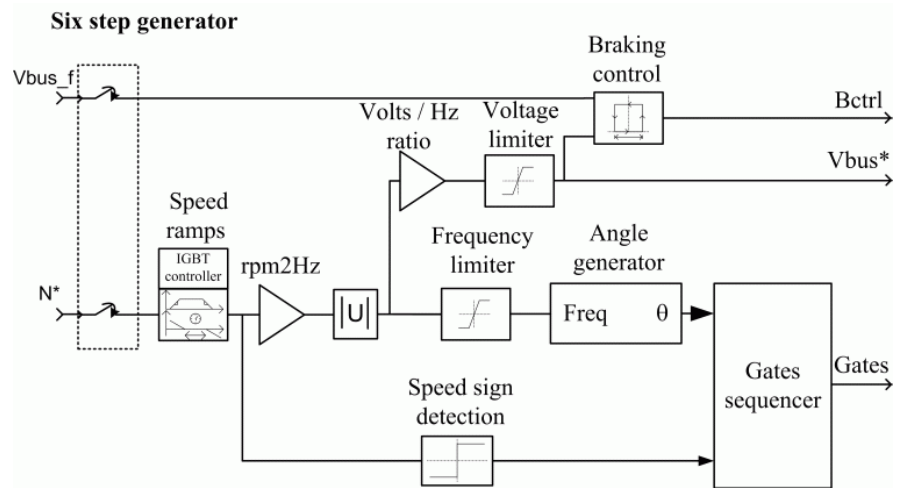 Six step generator
Braking
control
Vbus_f
Bctrl
Volts / Hz
ratio
Voltage
limiter
Vbus*
Speed
ramps
IGBT
controller
rpm2Hz
Frequency
limiter
Angle
generator
N*
|U|
Freq θ
Gates
sequencer
Gates
Speed sign
detection